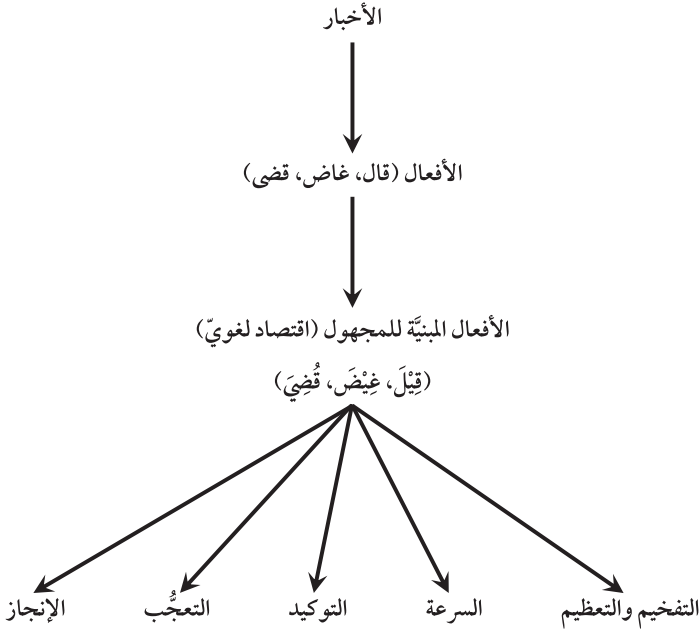 الأخبار
الأفعال (قال، غاض، قضى)
الأفعال المبنيَّة للمجهول (اقتصاد لغويّ)
(قِيْلَ، غِيْضَ، قُضِيَ)
التفخيم والتعظيم السرعة التوكيد التعجُّب الإنجاز